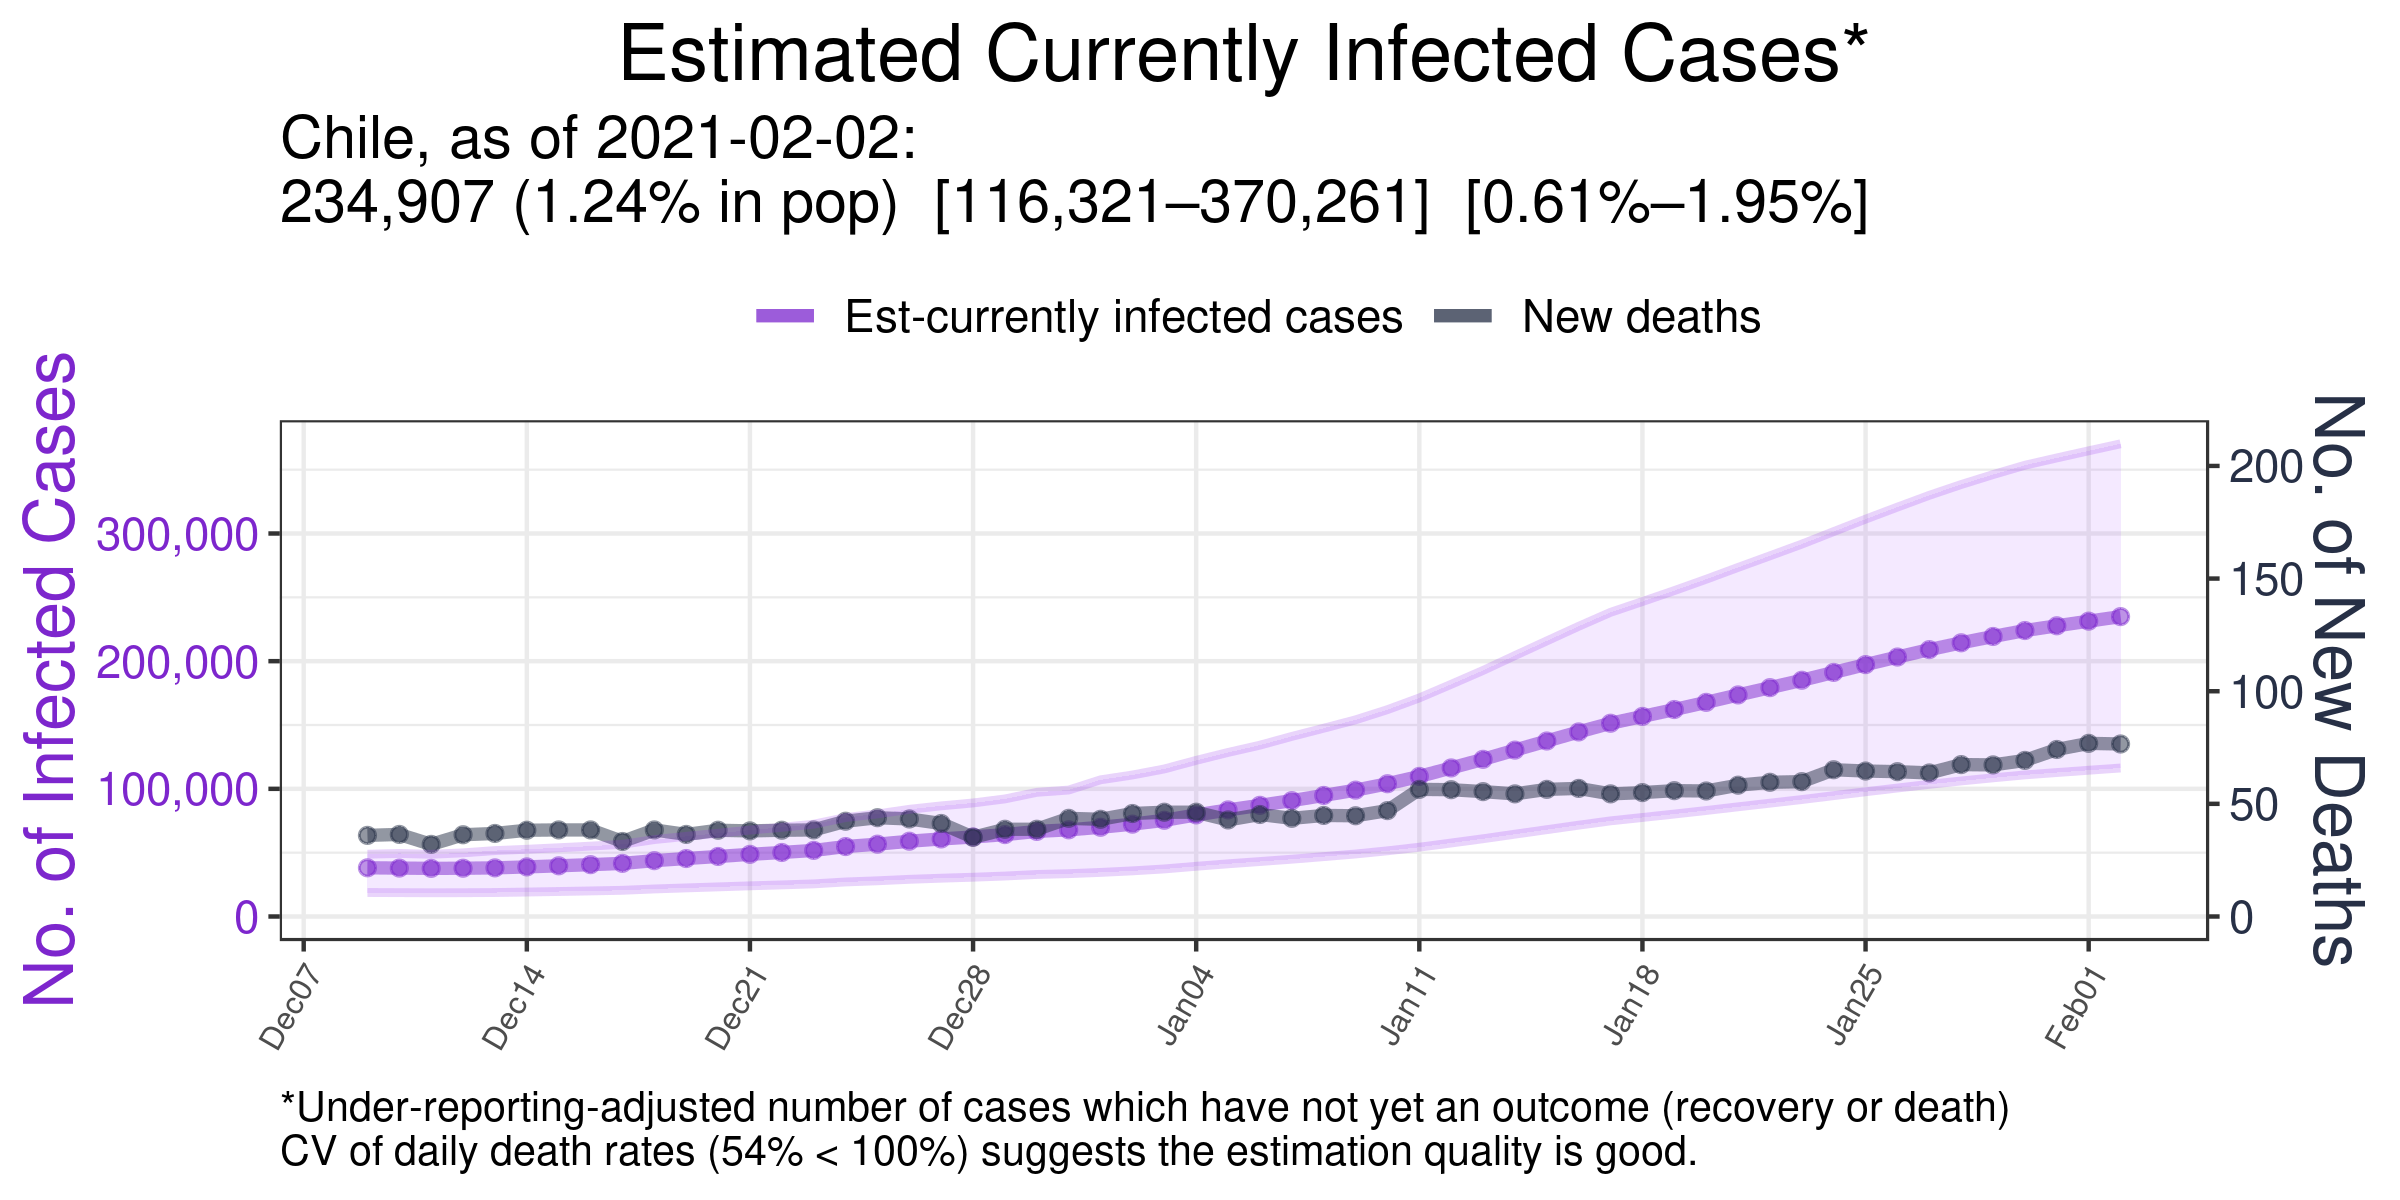 Estimated Currently Infected Cases*
Chile, as of 2021-02-02:
234,907 (1.24% in pop) [116,321–370,261] [0.61%–1.95%]
Est-currently infected cases New deaths
No. of Infected Cases
300,000
200,000
100,000
0
200
150
100
50
0
No. of New Deaths
Dec07 Dec14 Dec21 Dec28 Jan04 Jan11 Jan18 Jan25 Feb01
*Under-reporting-adjusted number of cases which have not yet an outcome (recovery or death)
CV of daily death rates (54% < 100%) suggests the estimation quality is good.